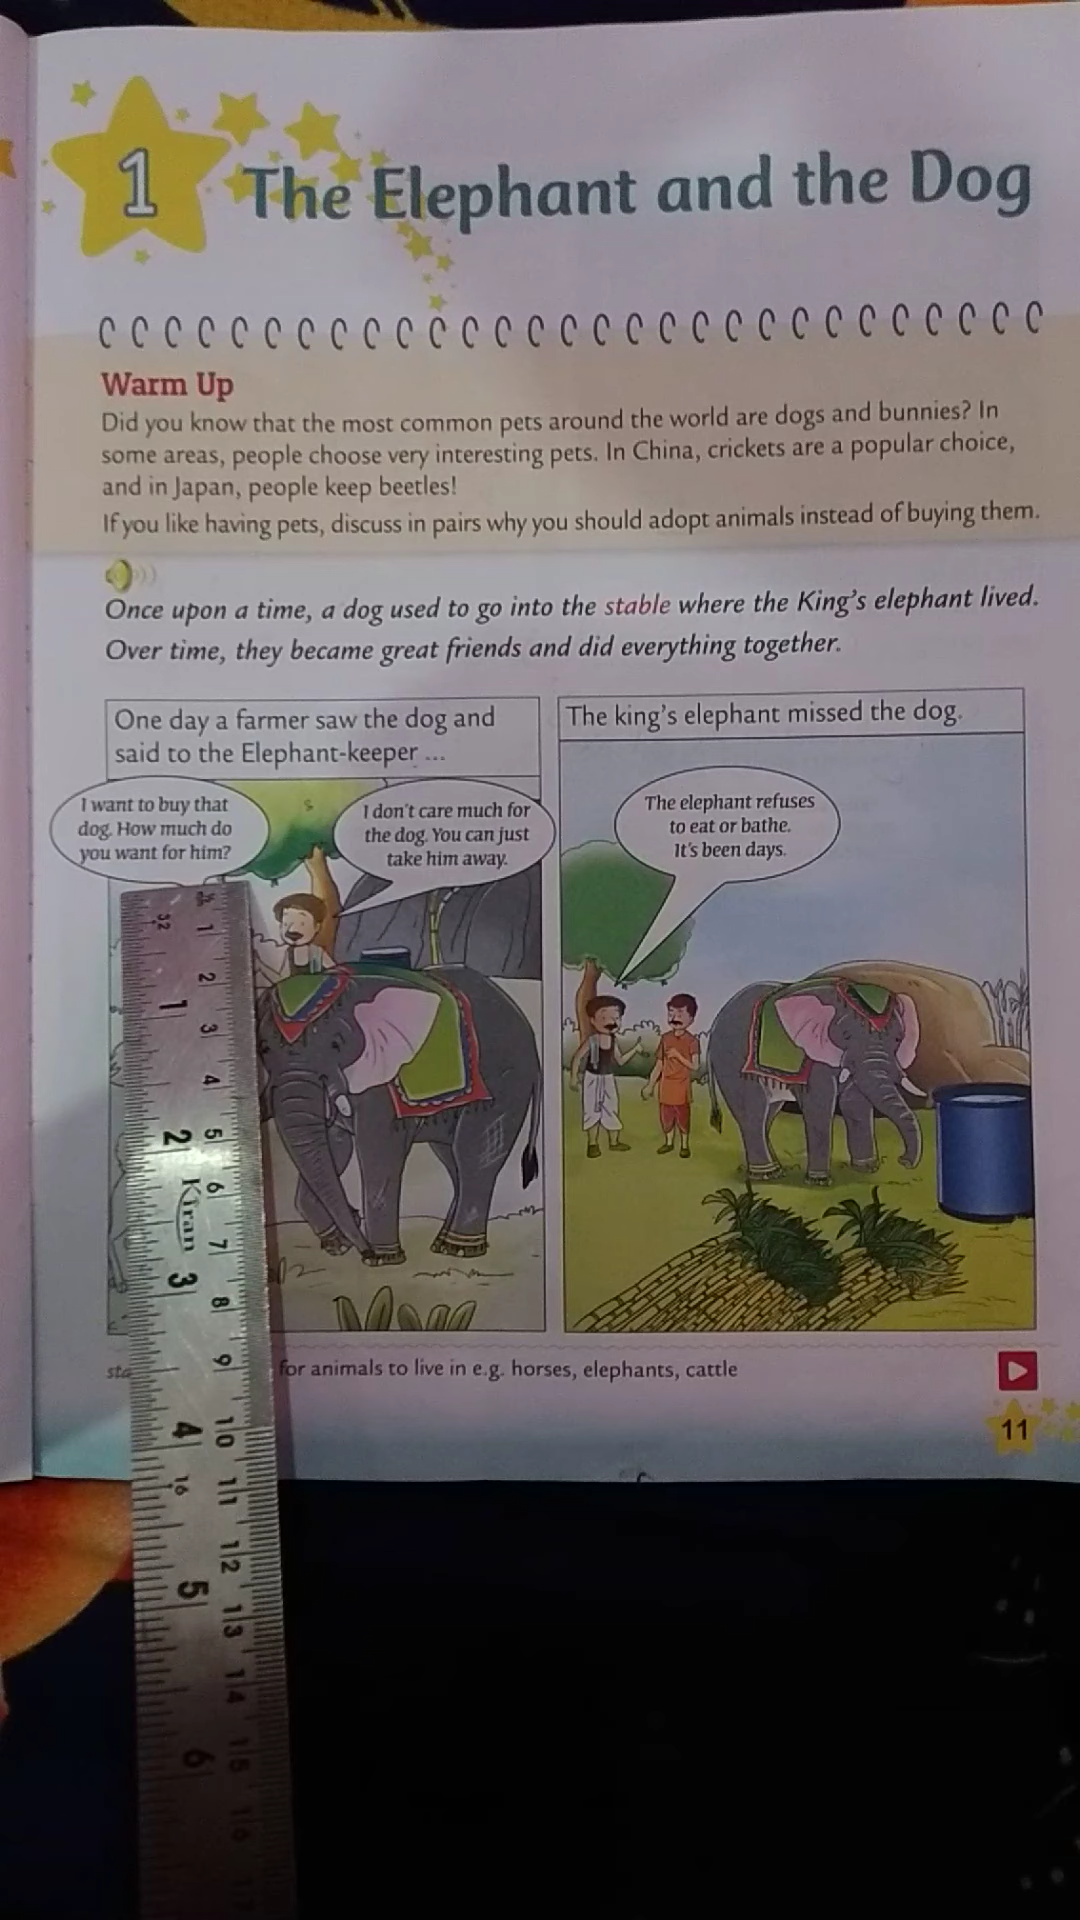 1
The Elephant and the Dog
Warm Up
Did you know that the most common pets around the world are dogs and bunnies? In
some areas, people choose very interesting pets. In China, crickets are a popular choice,
and in Japan, people keep beetles!
If you like having pets, discuss in pairs why you should adopt animals instead of buying them.
Once upon a time, a dog used to go into the stable where the King's elephant lived.
Over time, they became great friends and did everything together.
One day a farmer saw the dog and
said to the Elephant-keeper ...
I want to buy that
dog. How much do
you want for him?
I don't care much for
the dog. You can just
take him away.
The king's elephant missed the dog.
The elephant refuses
to eat or bathe.
It's been days.
for animals to live in e.g. horses, elephants, cattle
11
32
1
2
Kiran
3
4
16
5
6
1
2
3
4
5
6
7
8
9
10
11
12
13
14
15
16
17